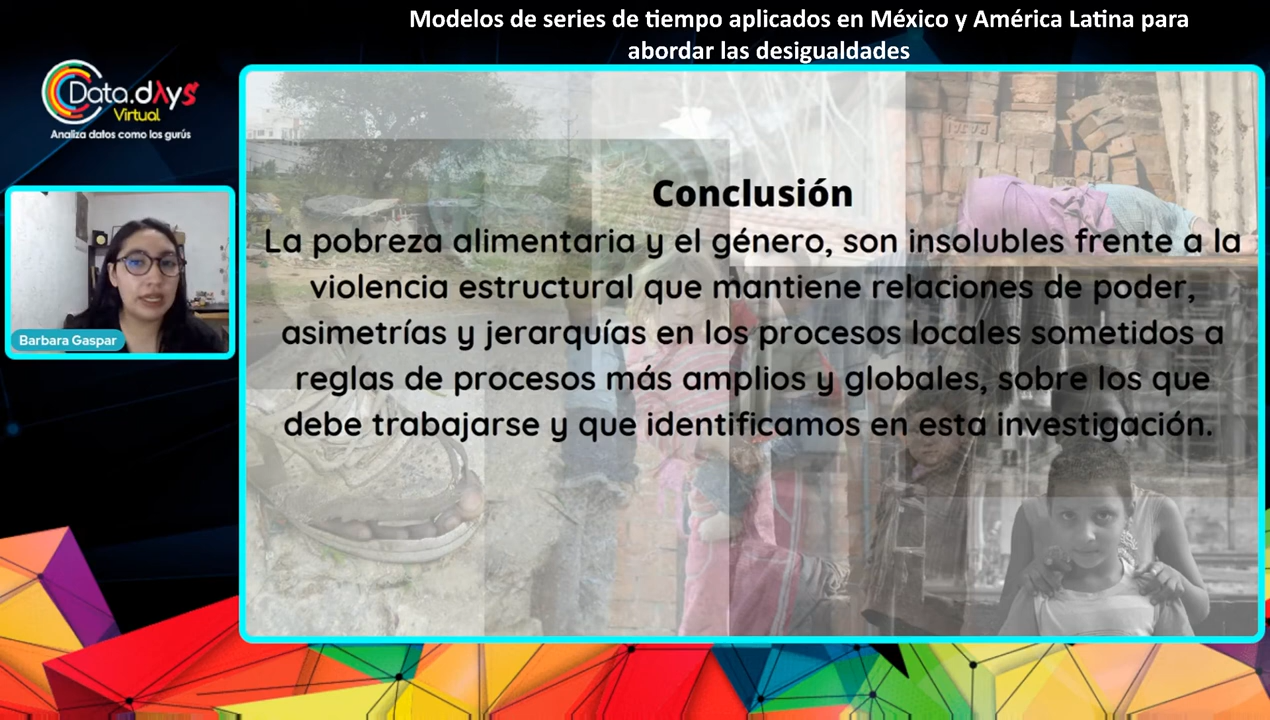 Modelos de series de tiempo aplicados en México y América Latina para
abordar las desigualdades
Data.dλys
Virtual
Analiza datos como los gurús
Barbara Gaspar
Conclusión
La pobreza alimentaria y el género, son insolubles frente a la
violencia estructural que mantiene relaciones de poder,
asimetrías y jerarquías en los procesos locales sometidos a
reglas de procesos más amplios y globales, sobre los que
debe trabajarse y que identificamos en esta investigación.